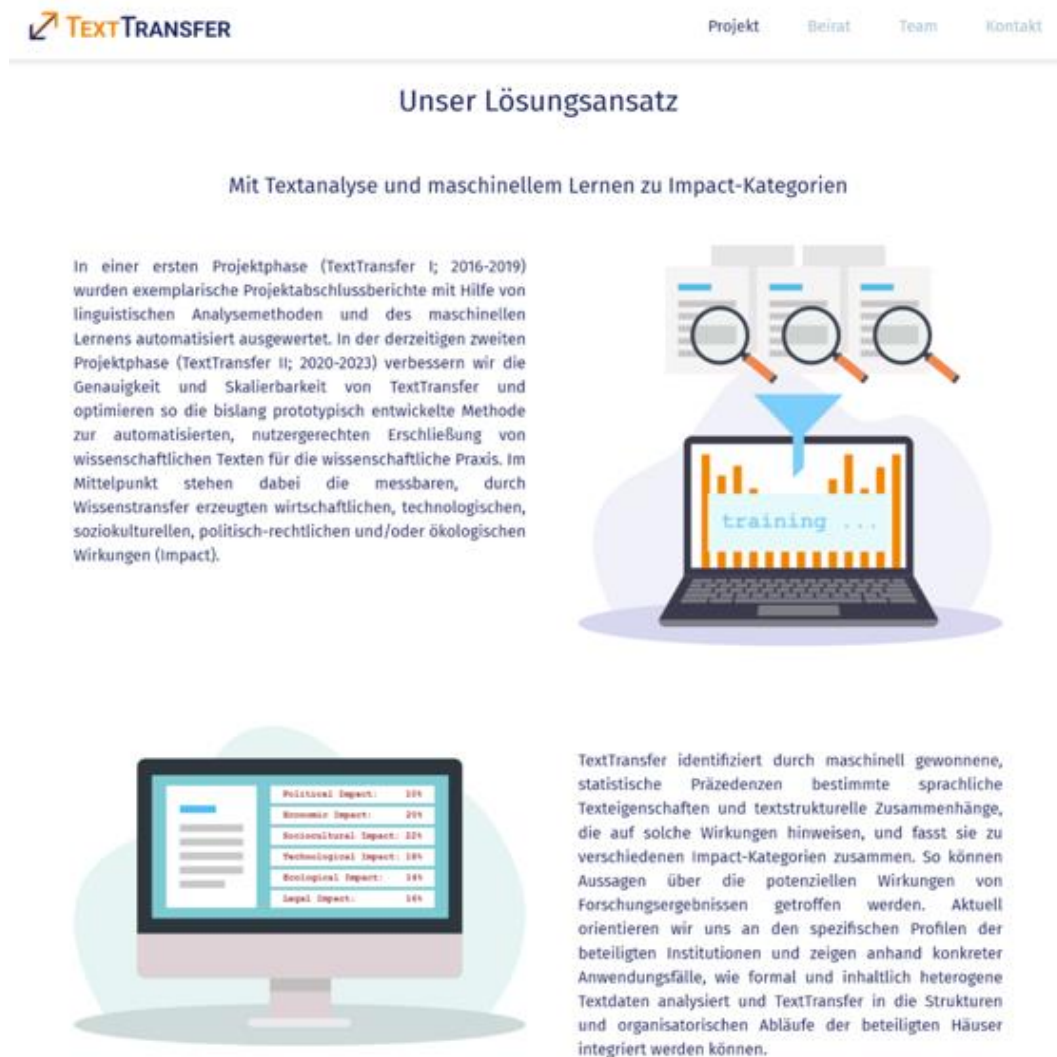 TEXTTRANSFER
Projekt Beirat Team Kontakt
Unser Lösungsansatz
Mit Textanalyse und maschinellem Lernen zu Impact-Kategorien
In einer ersten Projektphase (TextTransfer I; 2016-2019)
wurden exemplarische Projektabschlussberichte mit Hilfe von
linguistischen Analysemethoden und des maschinellen
Lernens automatisiert ausgewertet. In der derzeitigen zweiten
Projektphase (TextTransfer II; 2020-2023) verbessern wir die
Genauigkeit und Skalierbarkeit von TextTransfer und
optimieren so die bislang prototypisch entwickelte Methode
zur automatisierten, nutzergerechten Erschließung von
wissenschaftlichen Texten für die wissenschaftliche Praxis. Im
Mittelpunkt stehen dabei die messbaren, durch
Wissenstransfer erzeugten wirtschaftlichen, technologischen,
soziokulturellen, politisch-rechtlichen und/oder ökologischen
Wirkungen (Impact).
training ...
Political Impact:
Economic Impact:
Sociocultural Impact: 22%
Technological Impact:
Ecological Impact:
Legal Impact:
TextTransfer identifiziert durch maschinell gewonnene,
statistische Präzedenzen bestimmte sprachliche
Texteigenschaften und textstrukturelle Zusammenhänge,
die auf solche Wirkungen hinweisen, und fasst sie zu
verschiedenen Impact-Kategorien zusammen. So können
Aussagen über die potenziellen Wirkungen von
Forschungsergebnissen getroffen werden. Aktuell
orientieren wir uns an den spezifischen Profilen der
beteiligten Institutionen und zeigen anhand konkreter
Anwendungsfälle, wie formal und inhaltlich heterogene
Textdaten analysiert und TextTransfer in die Strukturen
und organisatorischen Abläufe der beteiligten Häuser
integriert werden können.